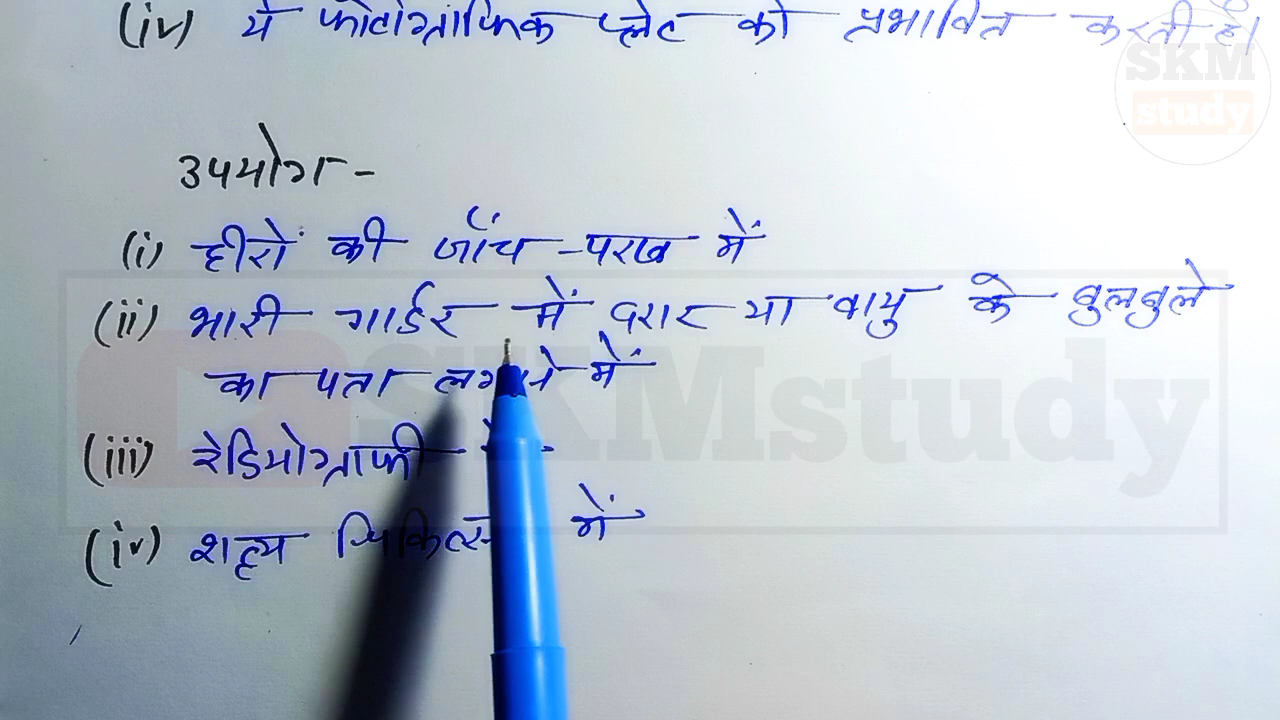 (iv) ये फोटोग्राफिक प्लेट को प्रभावित करती है।
SKM
study
उपयोग -
(i) हीरों की जाँच - परख में
(ii) भारी गार्डर में दरार या वायु के बुलबुले
का पता लगाने में
SKMstudy
(iii) रेडियोग्राफी
(iv) शल्य चिकित्सा में